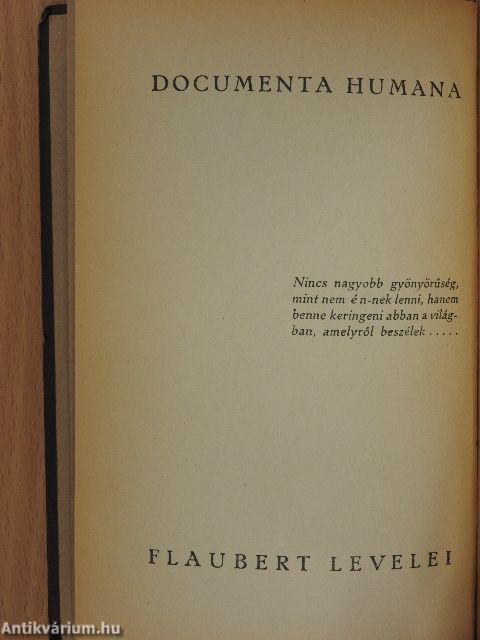 DOCUMENTA HUMANA
Nincs nagyobb gyönyörűség,
mint nem é n-nek lenni, hanem
benne keringeni abban a világ-
ban, amelyről beszélek . . . . .
FLAUBERT LEVELEI
Antikvárium.hu